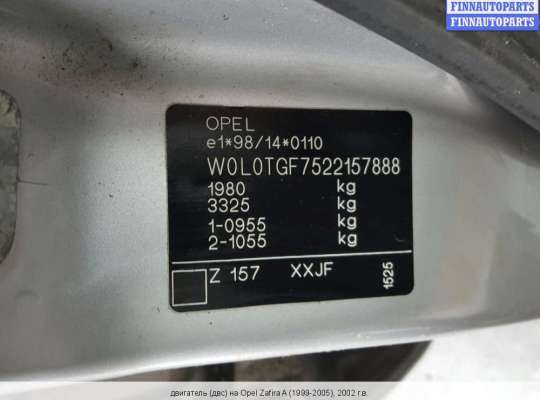 FINNAUTOPARTS
FINNAUTOPARTS
FINNAUTOPARTS
OPEL
e1*98/14*0110
W0L0TGF7522157888
1980 kg
3325 kg
1-0955 kg
2-1055 kg
Z 157 XXJF
1525
двигатель (двс) на Opel Zafira A (1999-2005), 2002 г.в.